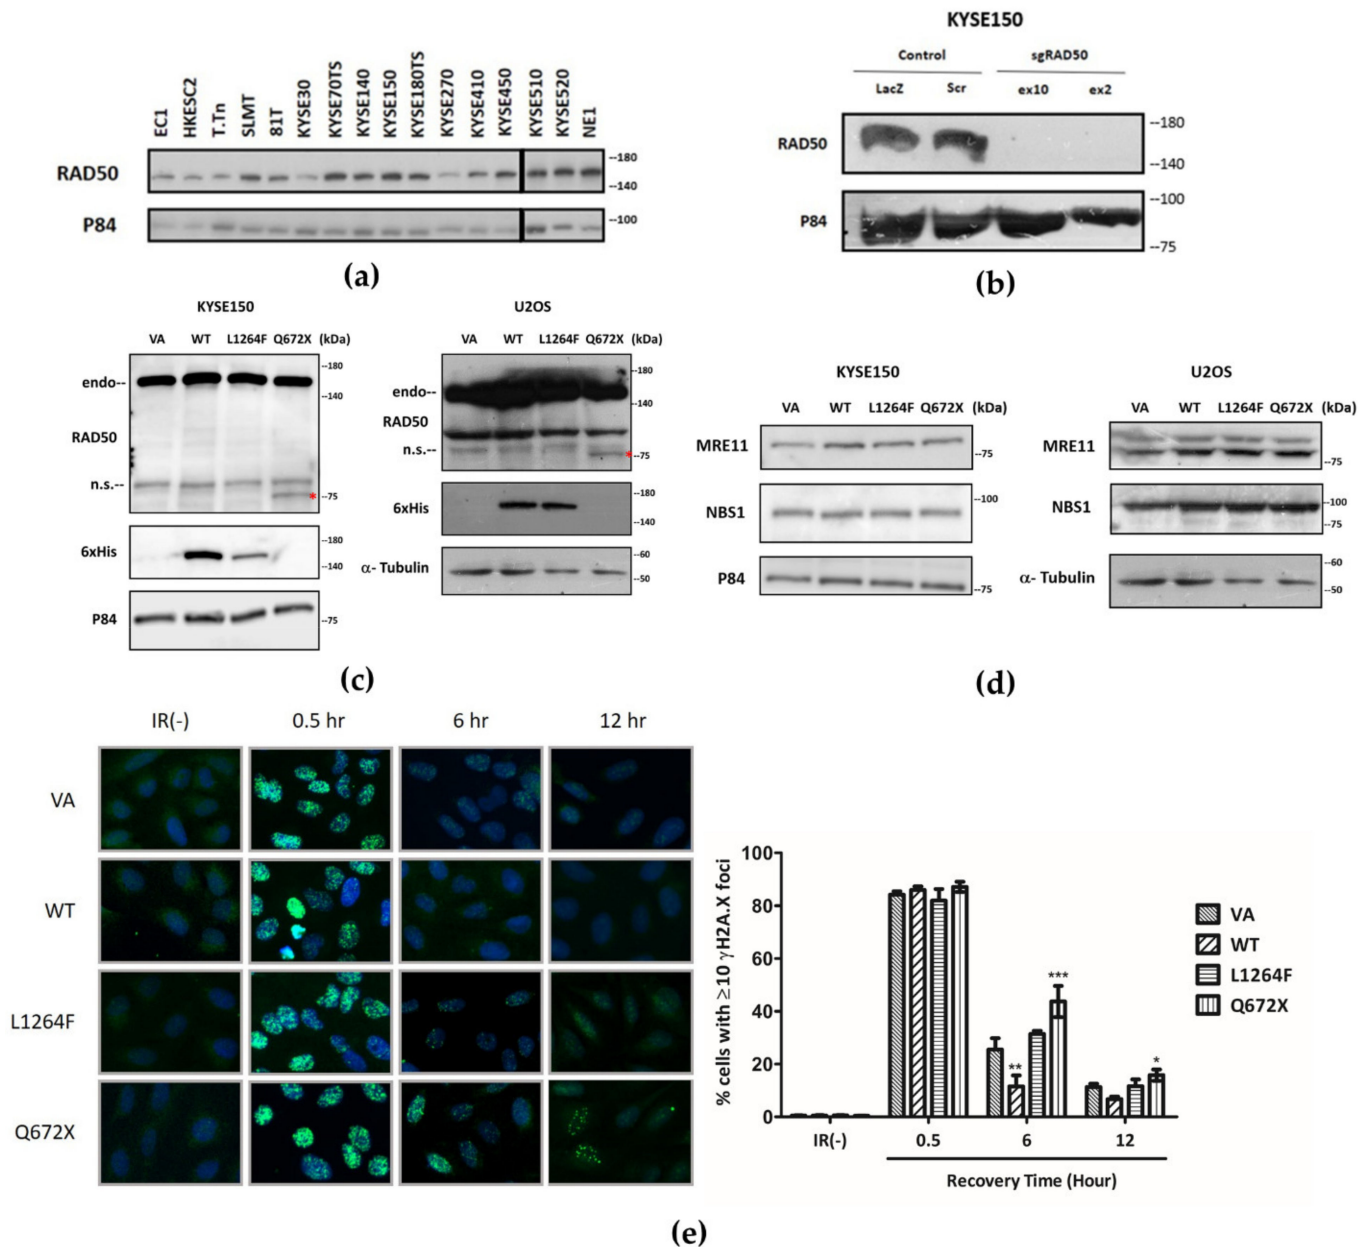 KYSE150
Control sgRAD50
LacZ Scr ex10 ex2
RAD50
P84
--180
--140
--100
--75
(b)
EC1 HKESC2 T.Tn SLMT 81T KYSE30 KYSE70TS KYSE140 KYSE150 KYSE180TS KYSE270 KYSE410 KYSE450 KYSE510 KYSE520 NE1
RAD50
P84
--180
--140
--100
(a)
KYSE150
VA WT L1264F Q672X (kDa)
endo--
RAD50
n.s.--
*
--180
--140
--75
6xHis
--180
--140
P84
--75
U2OS
VA WT L1264F Q672X (kDa)
endo--
RAD50
n.s.--
*
--180
--140
--75
6xHis
--180
--140
α- Tubulin
--60
--50
(c)
KYSE150
VA WT L1264F Q672X (kDa)
MRE11
--75
NBS1
--100
P84
--75
U2OS
VA WT L1264F Q672X (kDa)
MRE11
--75
NBS1
--100
--75
α- Tubulin
--60
--50
(d)
IR(-) 0.5 hr 6 hr 12 hr
VA
WT
L1264F
Q672X
% cells with ≥10 γH2A.X foci
100
80
60
40
20
0
** *** *
IR(-) 0.5 6 12
Recovery Time (Hour)
VA
WT
L1264F
Q672X
(e)